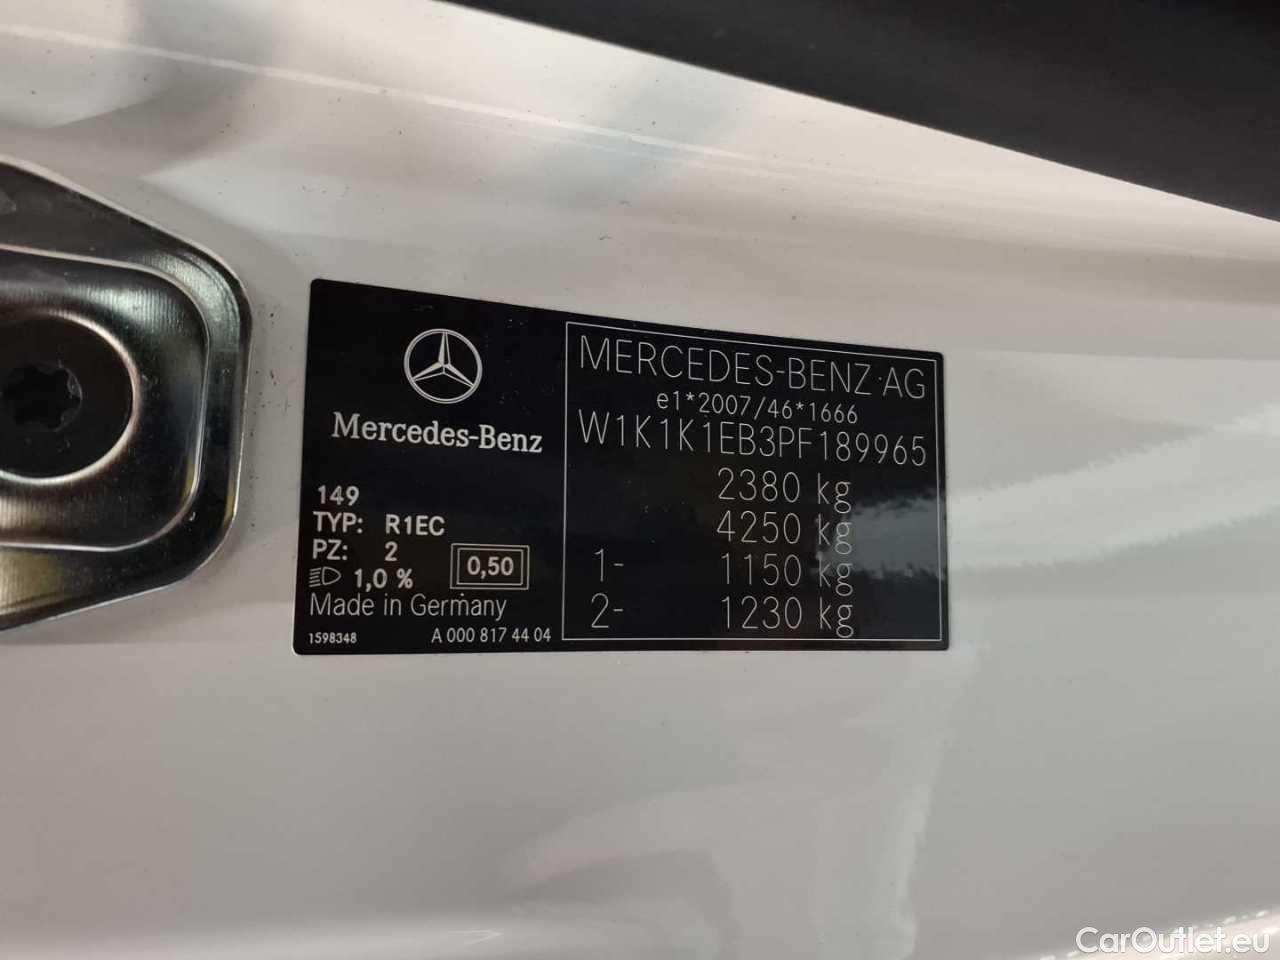 Mercedes-Benz
149
TYP: R1EC
PZ: 2
1,0 %
0,50
Made in Germany
1598348
A 000 817 44 04
MERCEDES-BENZ AG
e1*2007/46*1666
W1K1K1EB3PF189965
2380 kg
4250 kg
1- 1150 kg
2- 1230 kg
CarOutlet.eu